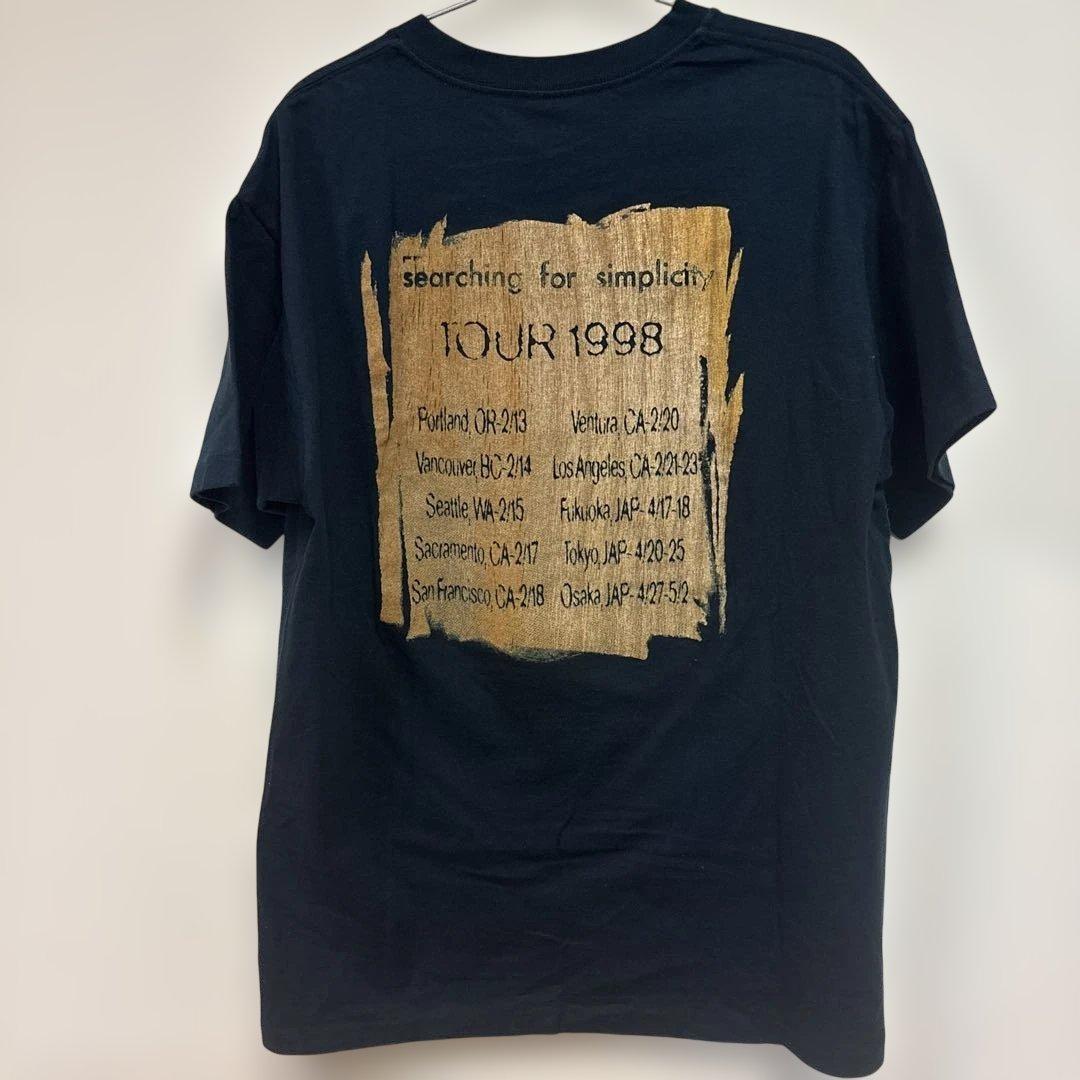 searching for simplicity
TOUR 1998
Portland, OR-2/13
Vancouver, BC-2/14
Seattle, WA-2/15
Sacramento, CA-2/17
San Francisco, CA-2/18
Ventura, CA-2/20
Los Angeles, CA-2/21-23
Fukuoka, JAP- 4/17-18
Tokyo, JAP- 4/20-25
Osaka, JAP- 4/27-5/2